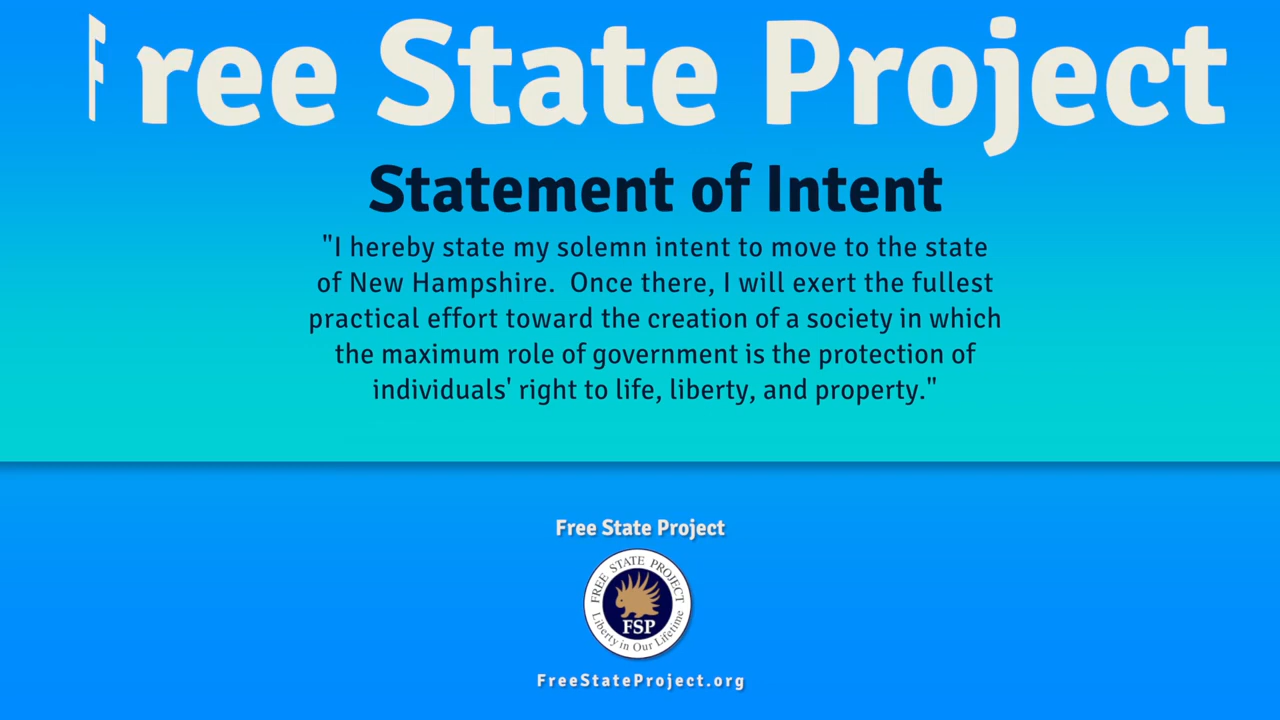 Free State Project
Statement of Intent
"I hereby state my solemn intent to move to the state
of New Hampshire.  Once there, I will exert the fullest
practical effort toward the creation of a society in which
the maximum role of government is the protection of
individuals' right to life, liberty, and property."
Free State Project
FREE STATE PROJECT
FSP
Liberty in Our Lifetime
FreeStateProject.org